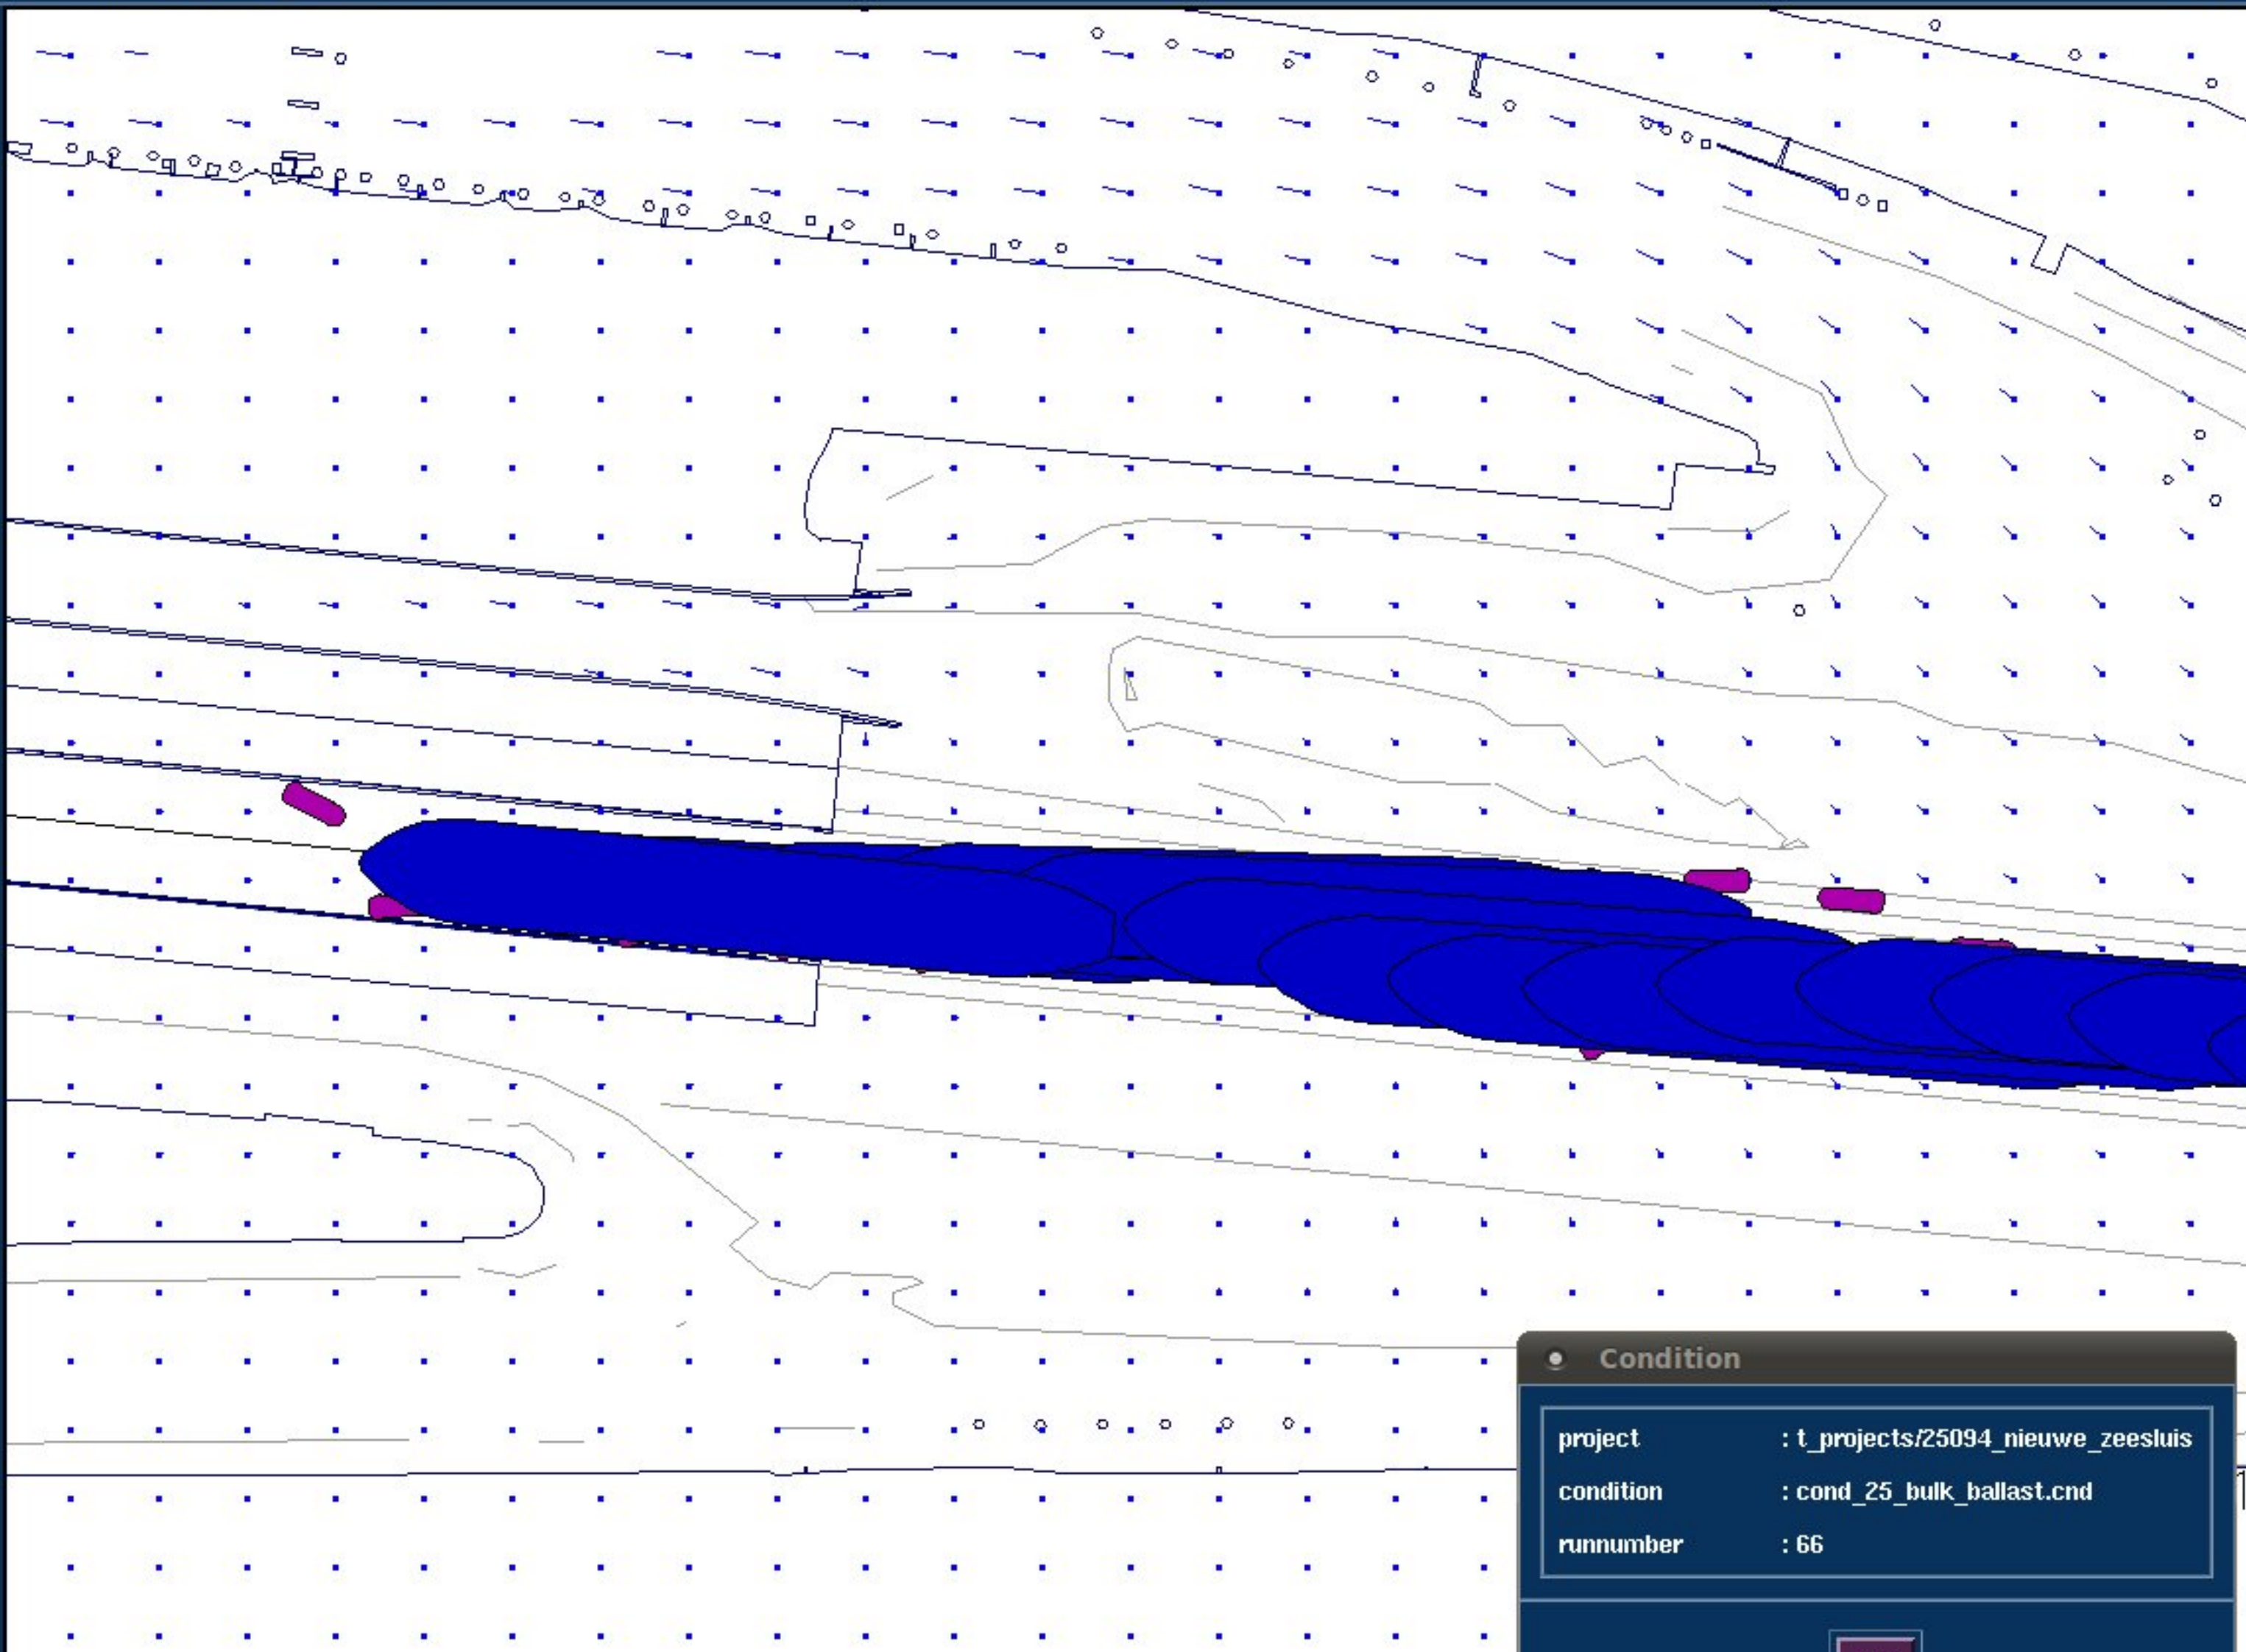 Condition
project : t_projects/25094_nieuwe_zeesluis
condition : cond_25_bulk_ballast.cnd
runnumber : 66